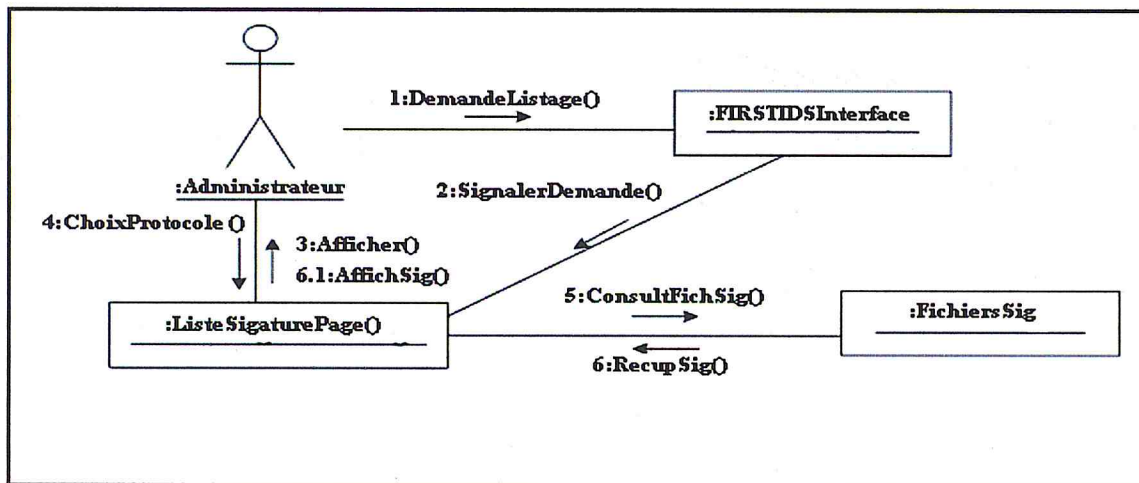 1:DemandeListage()
:FIRSTIDSInterface
:Administrateur
2:SignalerDemande()
4:ChoixProtocole ()
3:Afficher()
6.1:AffichSig()
:ListeSigaturePage()
5:ConsultFichSig()
:FichiersSig
6:RecupSig()